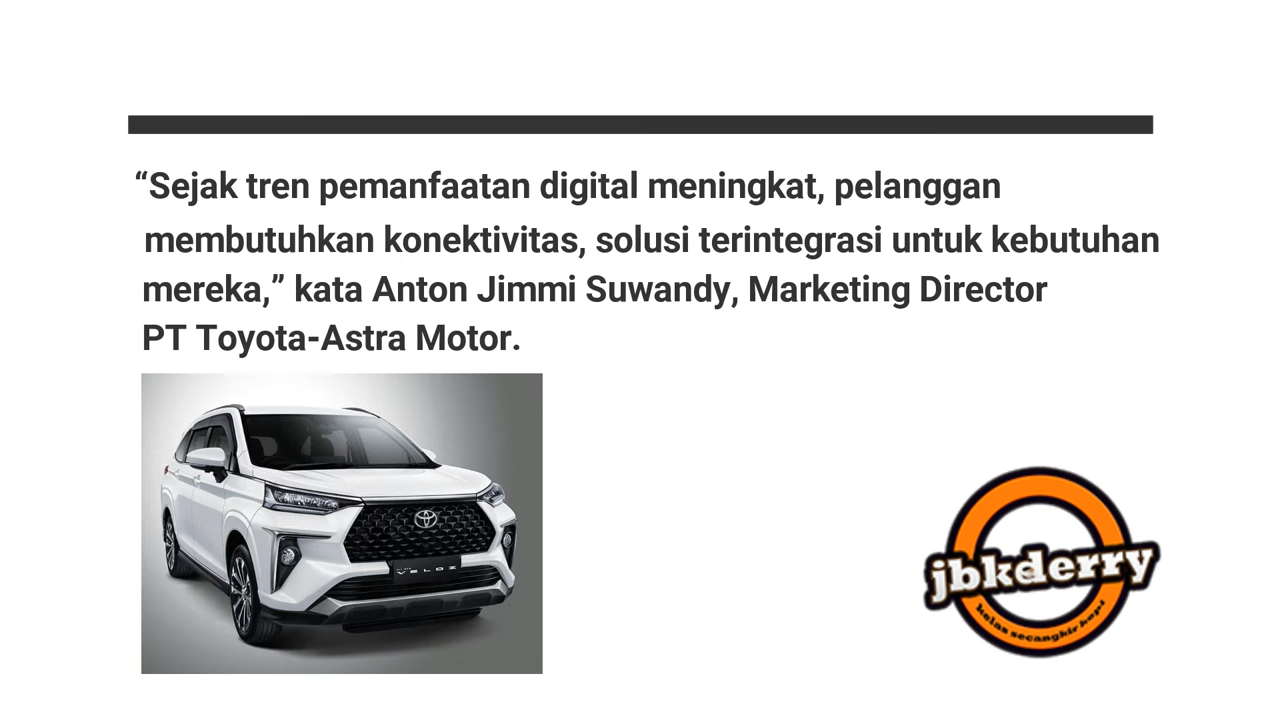 “Sejak tren pemanfaatan digital meningkat, pelanggan
membutuhkan konektivitas, solusi terintegrasi untuk kebutuhan
mereka,” kata Anton Jimmi Suwandy, Marketing Director
PT Toyota-Astra Motor.
VELOZ
jbkderry
kelas secangkir kopi